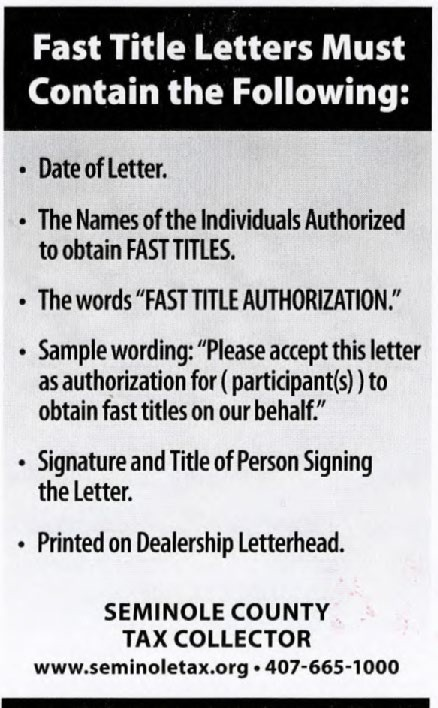 Fast Title Letters Must
Contain the Following:
• Date of Letter.
• The Names of the Individuals Authorized
to obtain FAST TITLES.
• The words "FAST TITLE AUTHORIZATION."
• Sample wording: "Please accept this letter
as authorization for ( participant(s) ) to
obtain fast titles on our behalf."
• Signature and Title of Person Signing
the Letter.
• Printed on Dealership Letterhead.
SEMINOLE COUNTY
TAX COLLECTOR
www.seminoletax.org • 407-665-1000